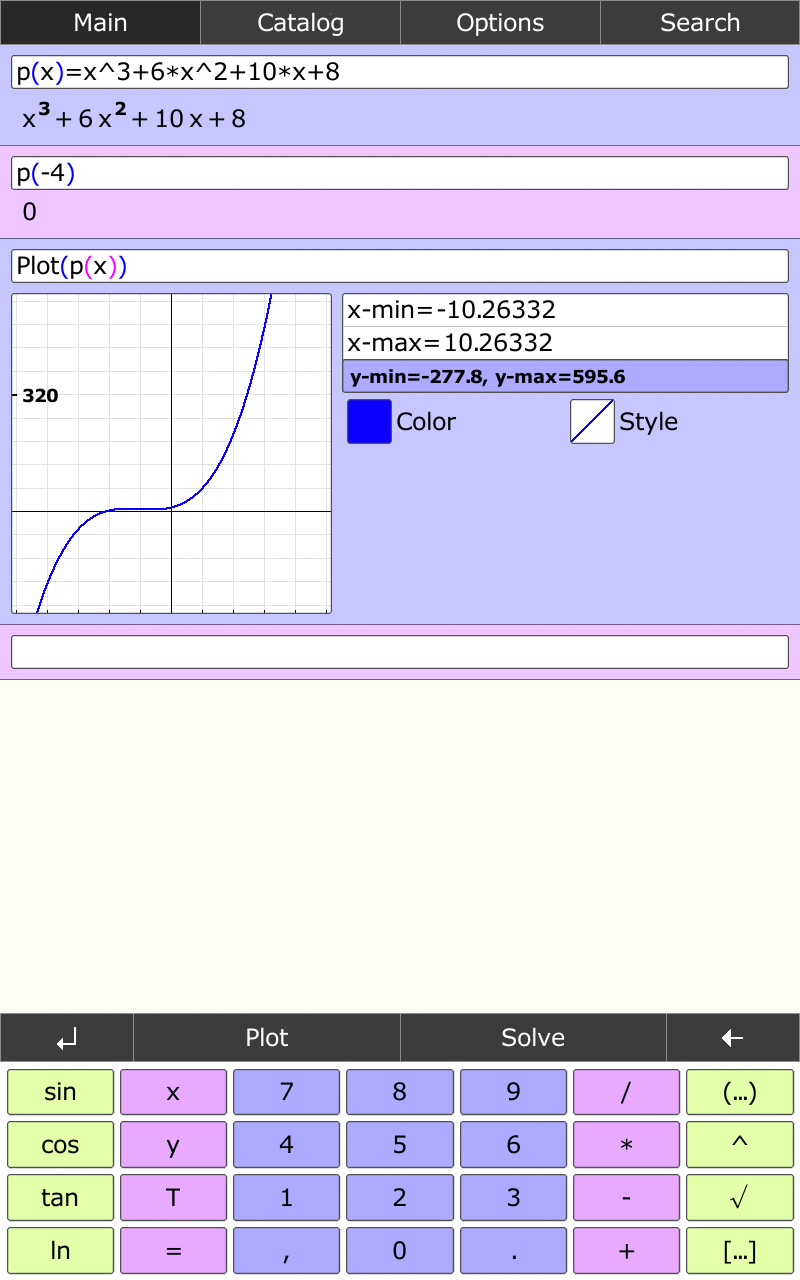 Main Catalog Options Search
p(x)=x^3+6*x^2+10*x+8
x³ + 6 x² + 10 x + 8
p(-4)
0
Plot(p(x))
320
x-min=-10.26332
x-max=10.26332
y-min=-277.8, y-max=595.6
Color Style
↵ Plot Solve ←
sin x 7 8 9 / (...)
cos y 4 5 6 * ^
tan T 1 2 3 - √
ln = , 0 . + [...]